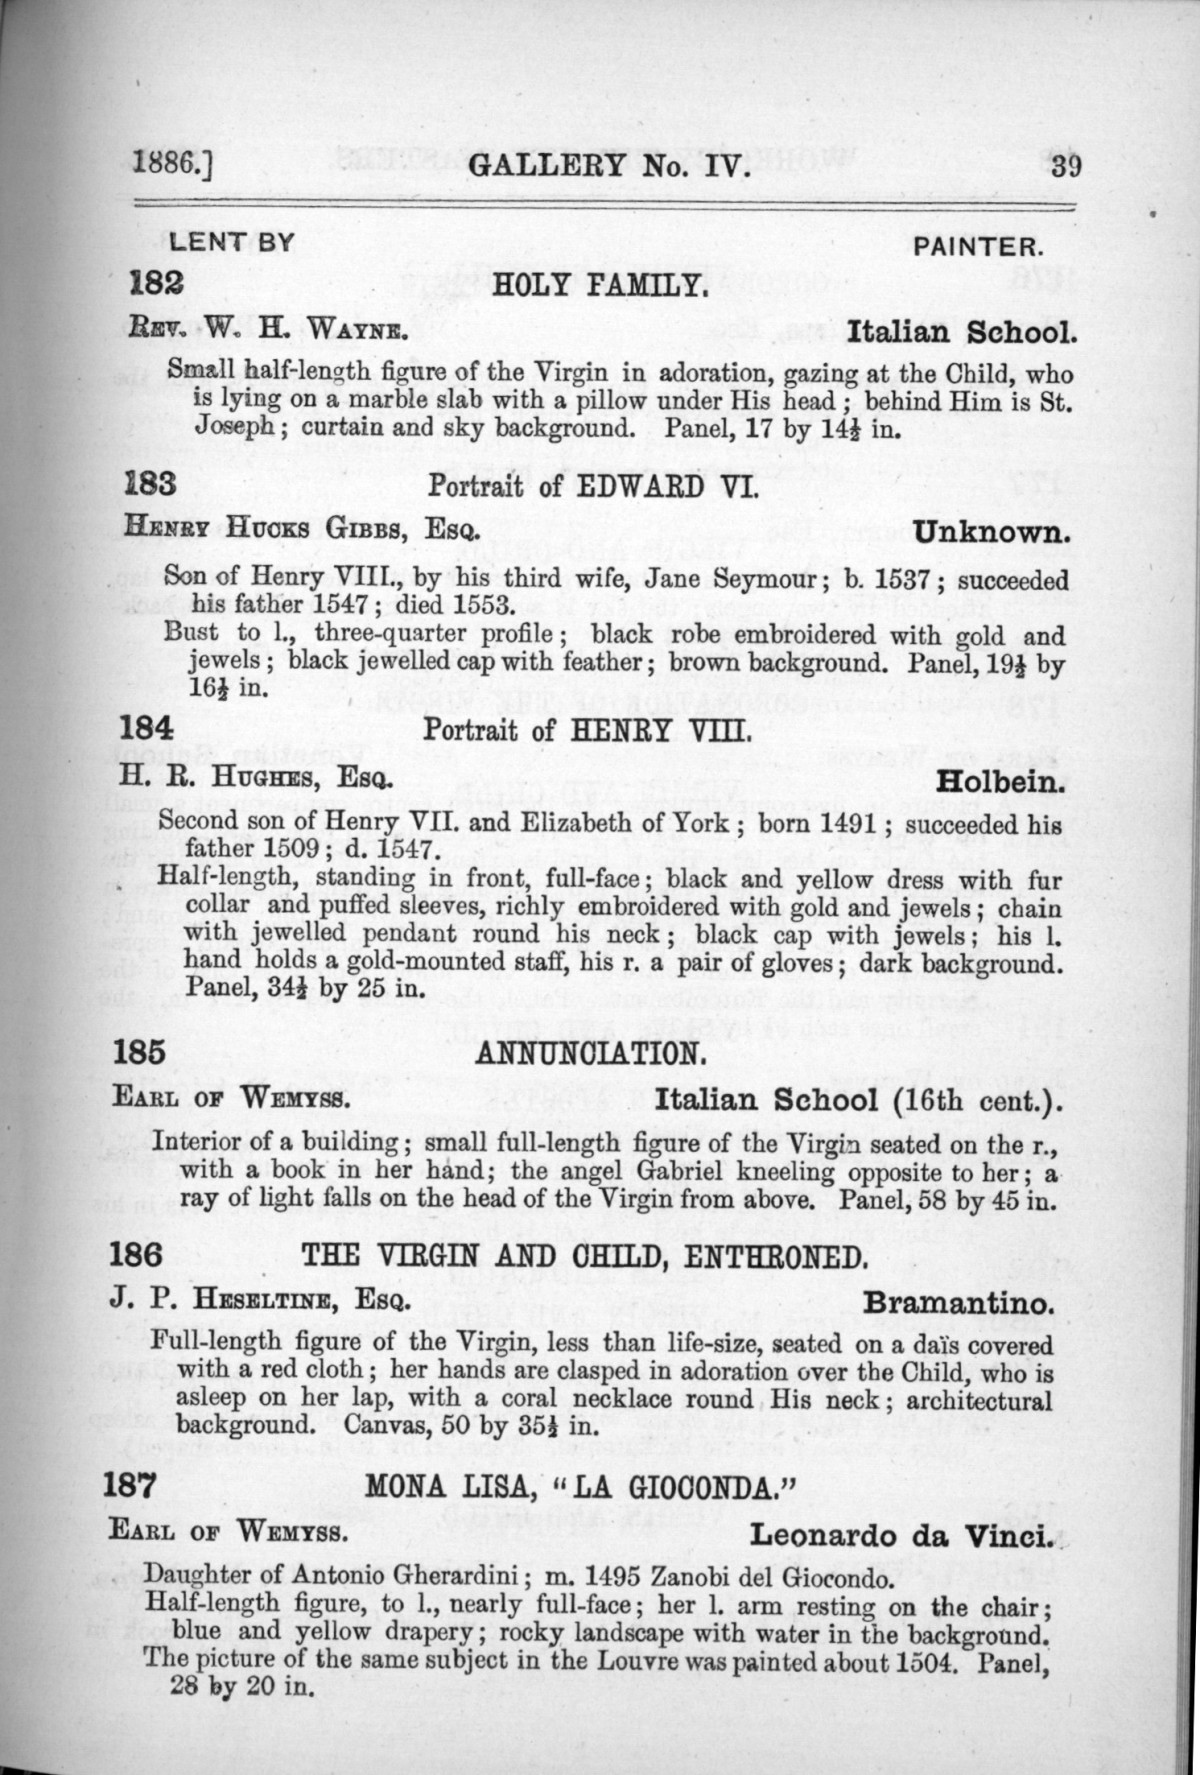 1886.] GALLERY No. IV. 39
LENT BY PAINTER.
182 HOLY FAMILY.
REV. W. H. WAYNE. Italian School.
Small half-length figure of the Virgin in adoration, gazing at the Child, who
is lying on a marble slab with a pillow under His head; behind Him is St.
Joseph; curtain and sky background. Panel, 17 by 14½ in.
183 Portrait of EDWARD VI.
HENRY HUCKS GIBBS, ESQ. Unknown.
Son of Henry VIII., by his third wife, Jane Seymour; b. 1537; succeeded
his father 1547; died 1553.
Bust to l., three-quarter profile; black robe embroidered with gold and
jewels; black jewelled cap with feather; brown background. Panel, 19½ by
16½ in.
184 Portrait of HENRY VIII.
H. R. HUGHES, ESQ. Holbein.
Second son of Henry VII. and Elizabeth of York; born 1491; succeeded his
father 1509; d. 1547.
Half-length, standing in front, full-face; black and yellow dress with fur
collar and puffed sleeves, richly embroidered with gold and jewels; chain
with jewelled pendant round his neck; black cap with jewels; his l.
hand holds a gold-mounted staff, his r. a pair of gloves; dark background.
Panel, 34½ by 25 in.
185 ANNUNCIATION.
EARL OF WEMYSS. Italian School (16th cent.).
Interior of a building; small full-length figure of the Virgin seated on the r.,
with a book in her hand; the angel Gabriel kneeling opposite to her; a
ray of light falls on the head of the Virgin from above. Panel, 58 by 45 in.
186 THE VIRGIN AND CHILD, ENTHRONED.
J. P. HESELTINE, ESQ. Bramantino.
Full-length figure of the Virgin, less than life-size, seated on a daïs covered
with a red cloth; her hands are clasped in adoration over the Child, who is
asleep on her lap, with a coral necklace round His neck; architectural
background. Canvas, 50 by 35½ in.
187 MONA LISA, "LA GIOCONDA."
EARL OF WEMYSS. Leonardo da Vinci.
Daughter of Antonio Gherardini; m. 1495 Zanobi del Giocondo.
Half-length figure, to l., nearly full-face; her l. arm resting on the chair;
blue and yellow drapery; rocky landscape with water in the background.
The picture of the same subject in the Louvre was painted about 1504. Panel,
28 by 20 in.